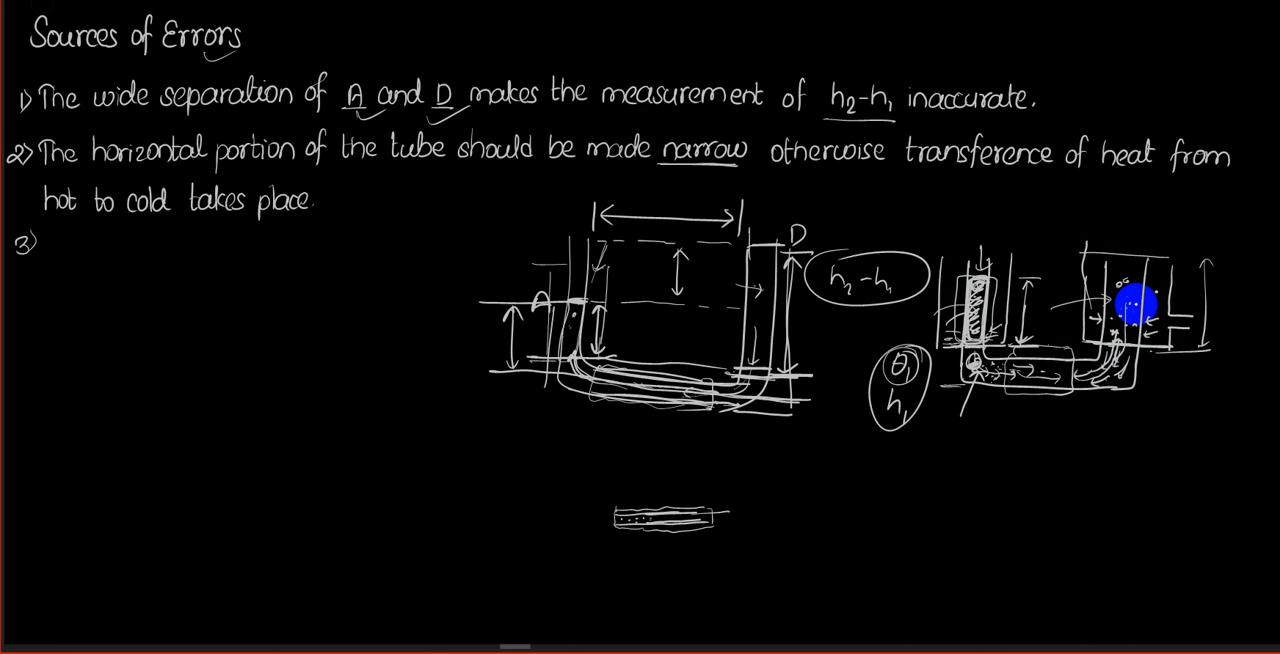 Sources of Errors
1) The wide separation of A and D makes the measurement of h₂-h₁ inaccurate.
2) The horizontal portion of the tube should be made narrow otherwise transference of heat from
hot to cold takes place.
3)
D
A
h₂-h₁
θ₁
h₁